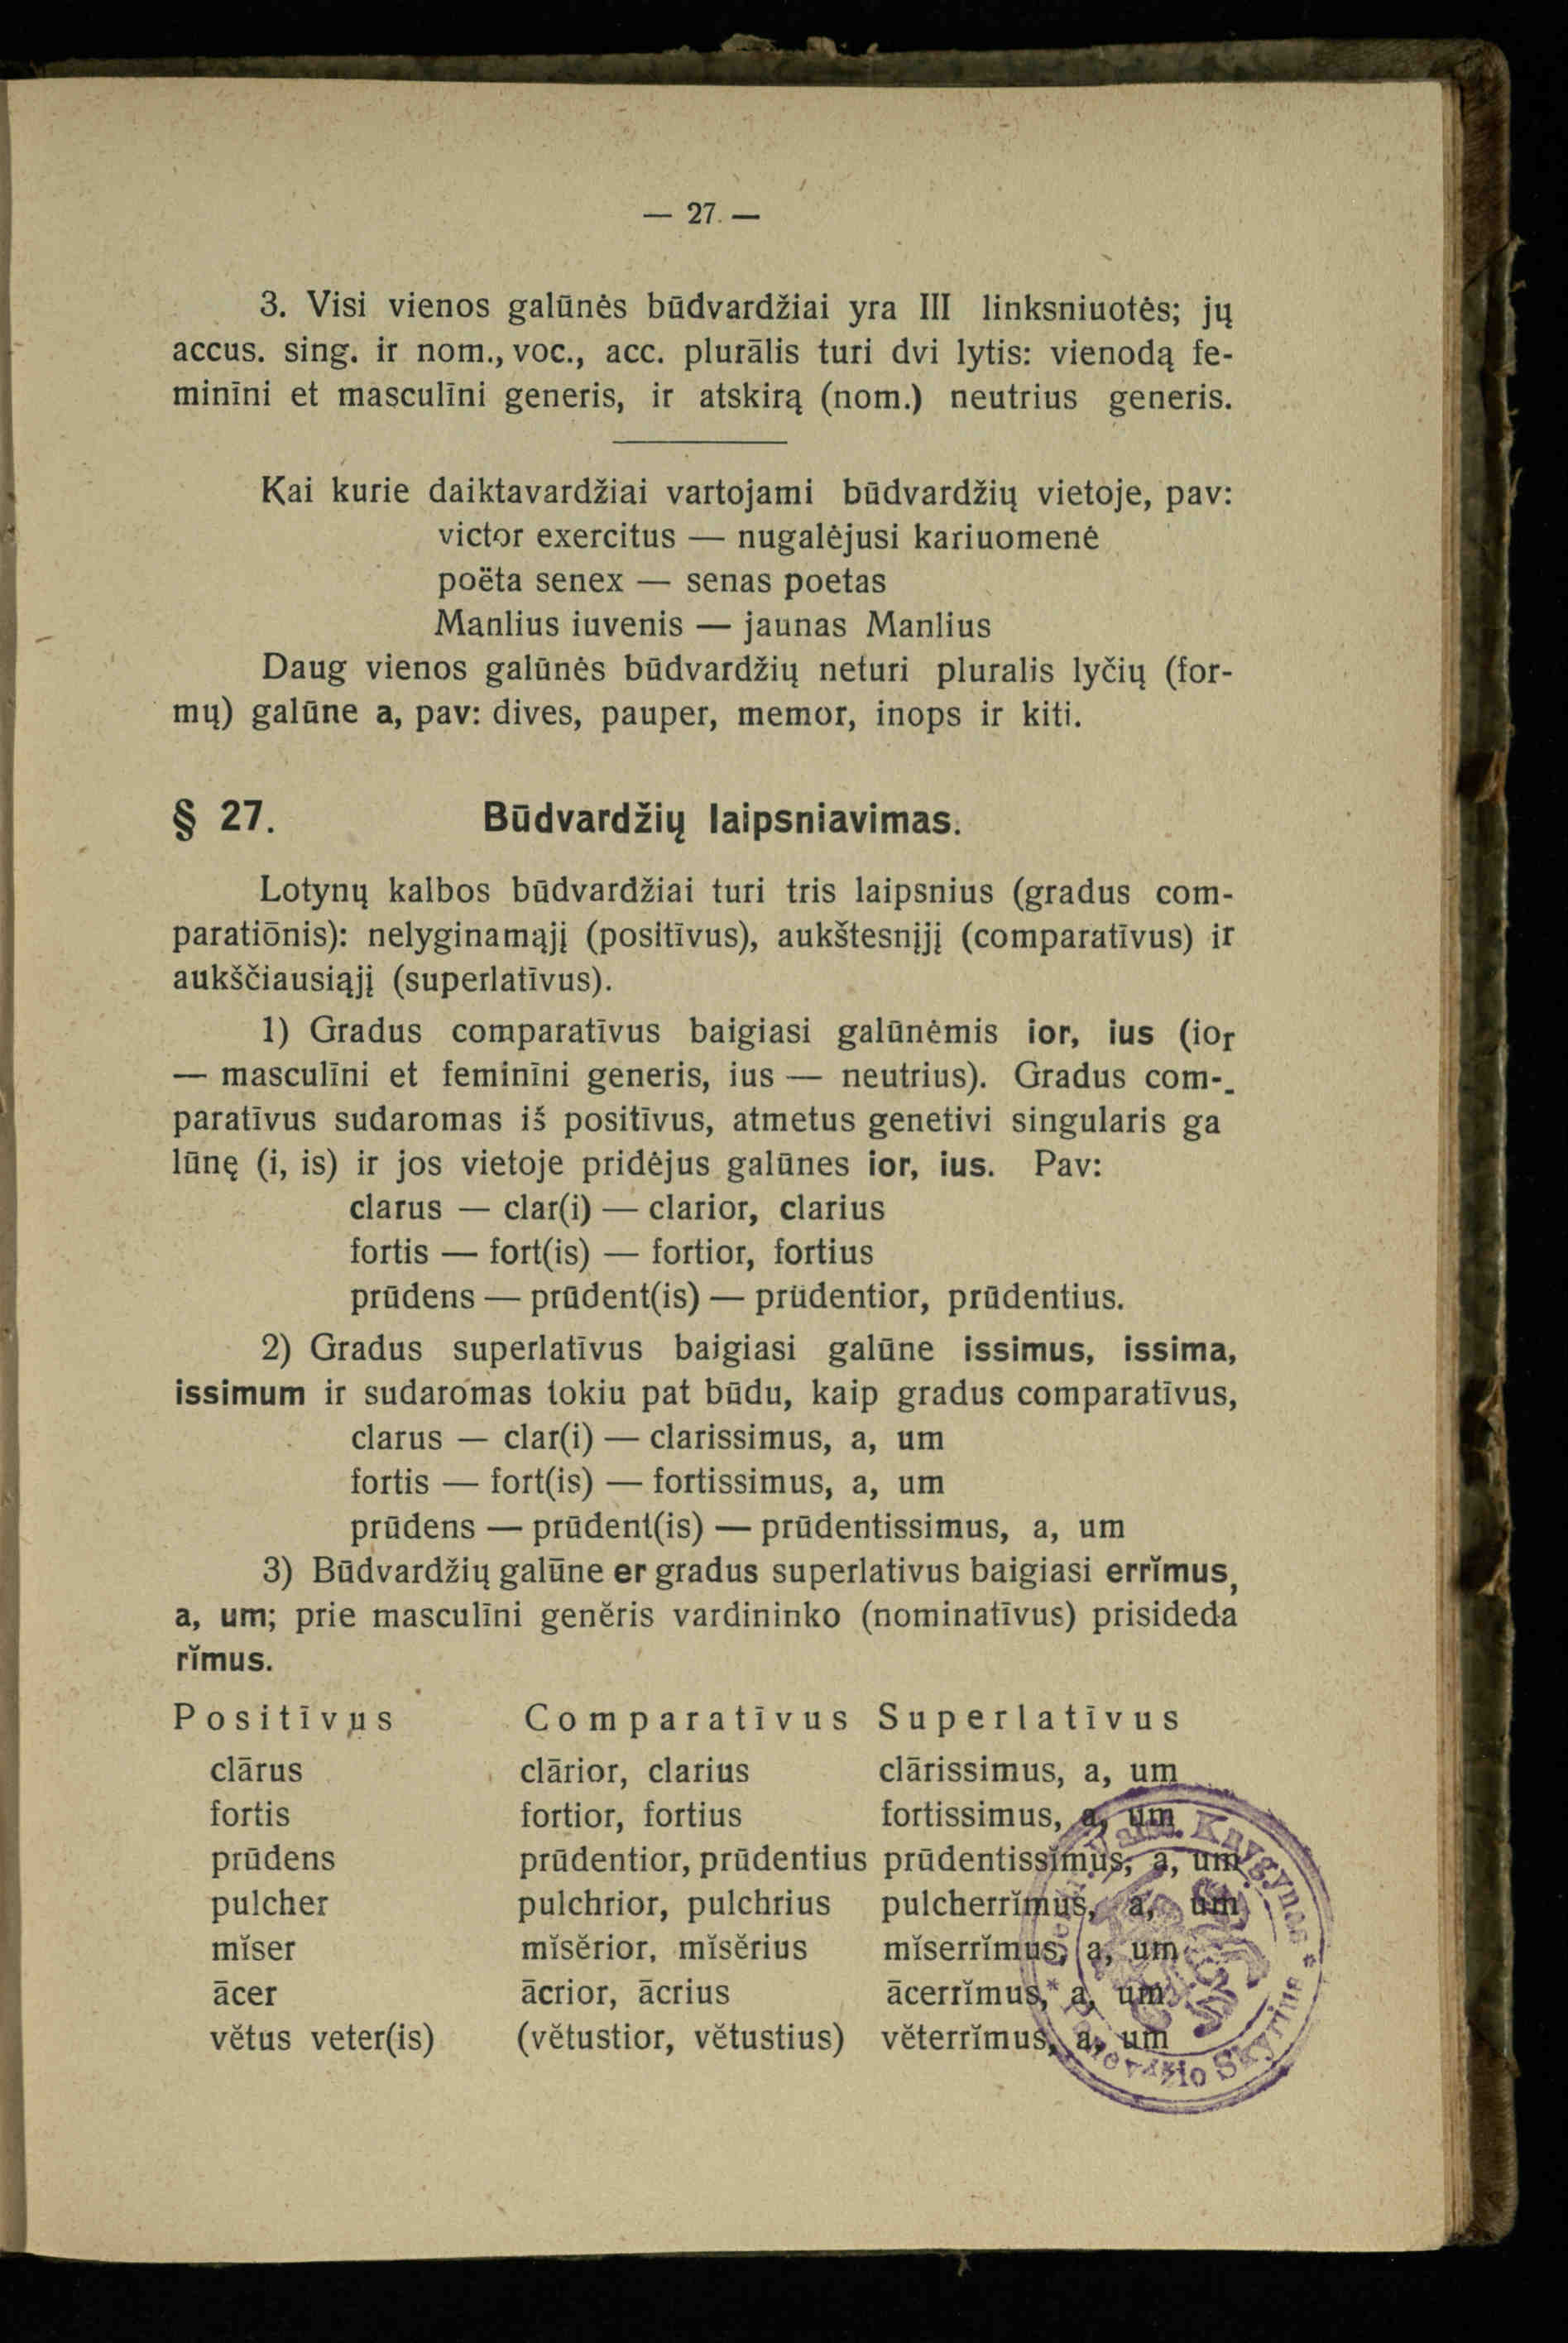 — 27 —
3. Visi vienos galūnės būdvardžiai yra III linksniuotės; jų
accus. sing. ir nom., voc., acc. plurālis turi dvi lytis: vienodą fe-
minīni et masculīni generis, ir atskirą (nom.) neutrius generis.
Kai kurie daiktavardžiai vartojami būdvardžių vietoje, pav:
victor exercitus — nugalėjusi kariuomenė
poëta senex — senas poetas
Manlius iuvenis — jaunas Manlius
Daug vienos galūnės būdvardžių neturi pluralis lyčių (for-
mų) galūne a, pav: dives, pauper, memor, inops ir kiti.
§ 27. Būdvardžių laipsniavimas.
Lotynų kalbos būdvardžiai turi tris laipsnius (gradus com-
paratiōnis): nelyginamąjį (positīvus), aukštesnįjį (comparatīvus) ir
aukščiausiąjį (superlatīvus).
1) Gradus comparatīvus baigiasi galūnėmis ior, ius (ior
— masculīni et feminīni generis, ius — neutrius). Gradus com-
paratīvus sudaromas iš positīvus, atmetus genetivi singularis ga
lūnę (i, is) ir jos vietoje pridėjus galūnes ior, ius. Pav:
clarus — clar(i) — clarior, clarius
fortis — fort(is) — fortior, fortius
prūdens — prūdent(is) — prūdentior, prūdentius.
2) Gradus superlatīvus baigiasi galūne issimus, issima,
issimum ir sudaromas tokiu pat būdu, kaip gradus comparatīvus,
clarus — clar(i) — clarissimus, a, um
fortis — fort(is) — fortissimus, a, um
prūdens — prūdent(is) — prūdentissimus, a, um
3) Būdvardžių galūne er gradus superlativus baigiasi errĭmus,
a, um; prie masculīni genĕris vardininko (nominatīvus) prisideda
rĭmus.
Positīvus Comparatīvus Superlatīvus
clārus clārior, clarius clārissimus, a, um
fortis fortior, fortius fortissimus, a, um
prūdens prūdentior, prūdentius prūdentissĭmus, a, um
pulcher pulchrior, pulchrius pulcherrĭmus, a, um
mĭser mĭsĕrior, mĭsĕrius mĭserrĭmus, a, um
ācer ācrior, ācrius ācerrĭmus, a, um
vĕtus veter(is) (vĕtustior, vĕtustius) vĕterrĭmus, a, um